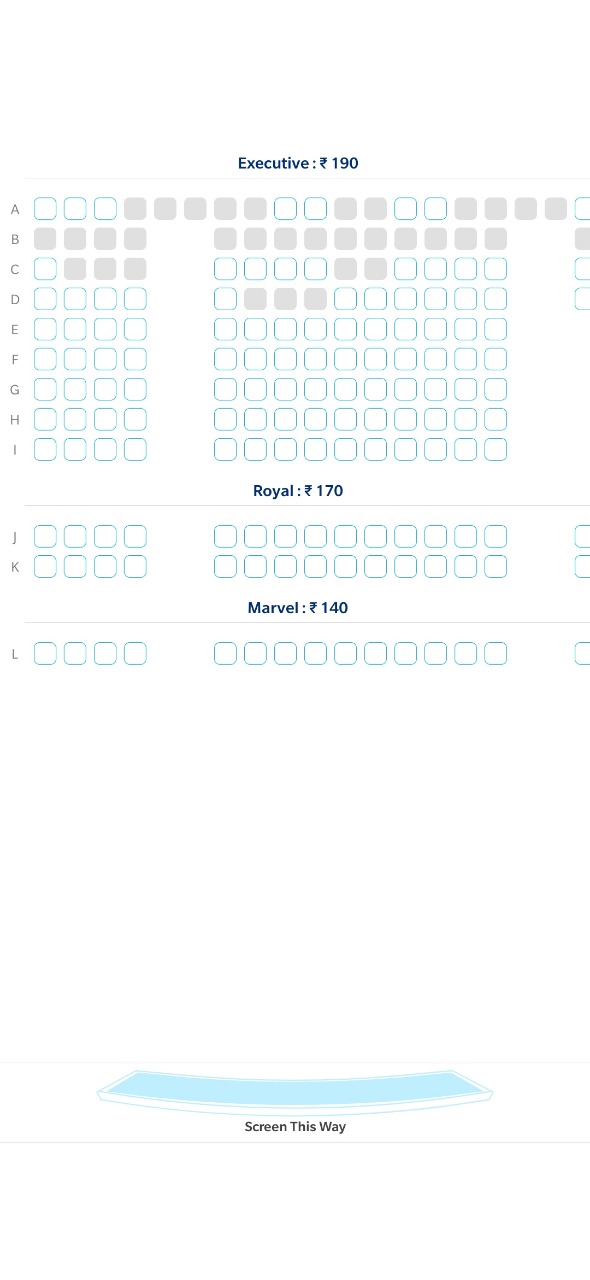 Executive : ₹ 190
A
B
C
D
E
F
G
H
I
Royal : ₹ 170
J
K
Marvel : ₹ 140
L
Screen This Way